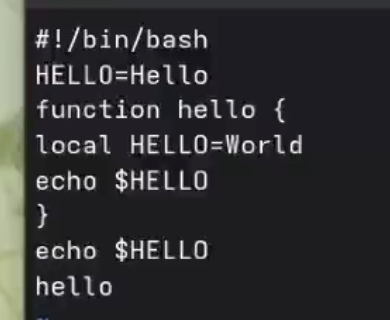 #!/bin/bash
HELLO=Hello
function hello {
local HELLO=World
echo $HELLO
}
echo $HELLO
hello